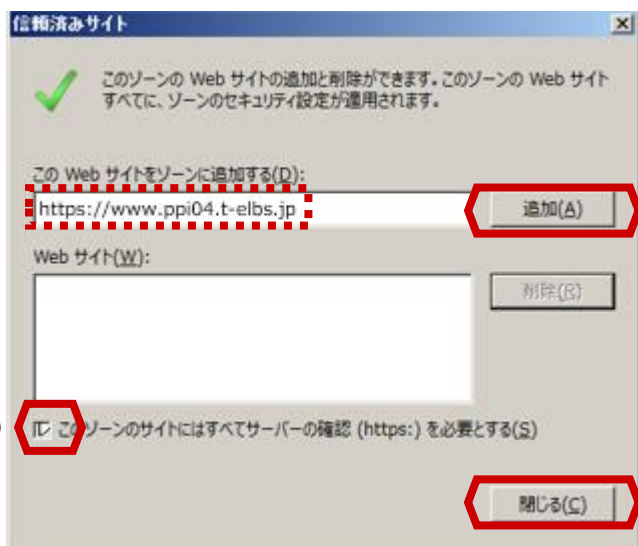 信頼済みサイト
このゾーンの Web サイトの追加と削除ができます。このゾーンの Web サイト
すべてに、ゾーンのセキュリティ設定が適用されます。
この Web サイトをゾーンに追加する(D):
https://www.ppi04.t-elbs.jp
追加(A)
Web サイト(W):
削除(R)
このゾーンのサイトにはすべてサーバーの確認 (https:) を必要とする(S)
閉じる(C)